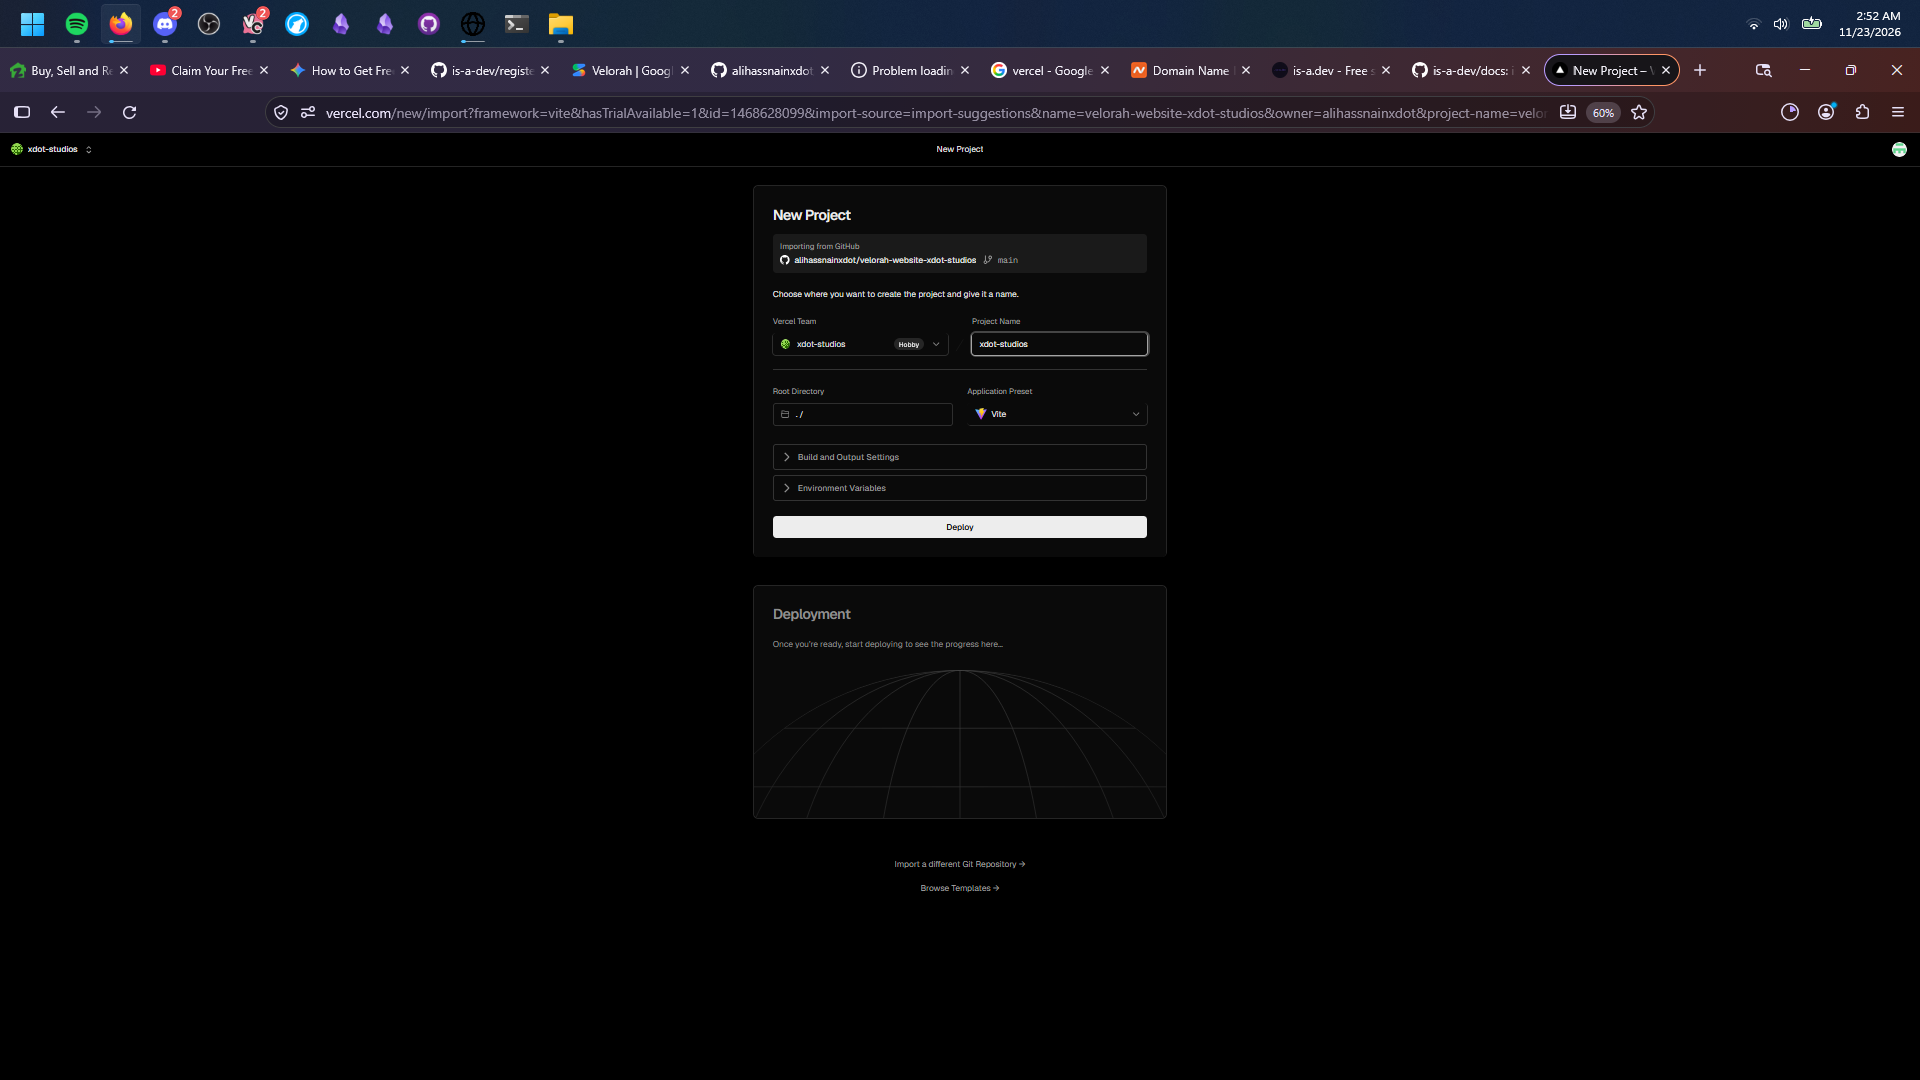 2
2
2:52 AM
11/23/2026
Buy, Sell and Re
Claim Your Free
How to Get Free
is-a-dev/registe
Velorah | Googl
alihassnainxdot
Problem loadin
vercel - Google
Domain Name
is-a.dev - Free s
is-a-dev/docs: i
New Project –
vercel.com/new/import?framework=vite&hasTrialAvailable=1&id=1468628099&import-source=import-suggestions&name=velorah-website-xdot-studios&owner=alihassnainxdot&project-name=velor
60%
xdot-studios
New Project
New Project
Importing from GitHub
alihassnainxdot/velorah-website-xdot-studios main
Choose where you want to create the project and give it a name.
Vercel Team
Project Name
xdot-studios Hobby
xdot-studios
Root Directory
Application Preset
./
Vite
Build and Output Settings
Environment Variables
Deploy
Deployment
Once you're ready, start deploying to see the progress here...
Import a different Git Repository →
Browse Templates →